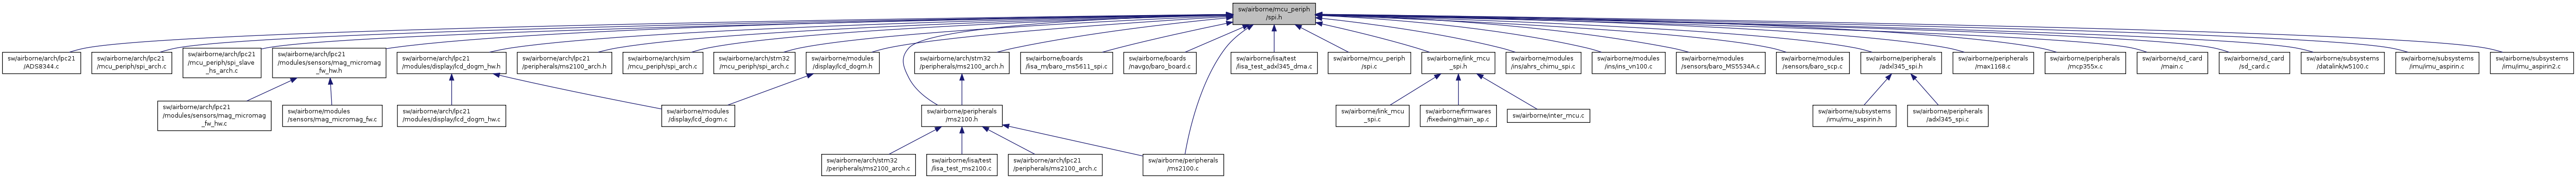 sw/airborne/mcu_periph
/spi.h
sw/airborne/arch/lpc21
/ADS8344.c
sw/airborne/arch/lpc21
/mcu_periph/spi_arch.c
sw/airborne/arch/lpc21
/mcu_periph/spi_slave
_hs_arch.c
sw/airborne/arch/lpc21
/modules/sensors/mag_micromag
_fw_hw.h
sw/airborne/arch/lpc21
/modules/display/lcd_dogm_hw.h
sw/airborne/arch/lpc21
/peripherals/ms2100_arch.h
sw/airborne/arch/sim
/mcu_periph/spi_arch.c
sw/airborne/arch/stm32
/mcu_periph/spi_arch.c
sw/airborne/modules
/display/lcd_dogm.h
sw/airborne/arch/stm32
/peripherals/ms2100_arch.h
sw/airborne/boards
/lisa_m/baro_ms5611_spi.c
sw/airborne/boards
/navgo/baro_board.c
sw/airborne/lisa/test
/lisa_test_adxl345_dma.c
sw/airborne/mcu_periph
/spi.c
sw/airborne/link_mcu
_spi.h
sw/airborne/modules
/ins/ahrs_chimu_spi.c
sw/airborne/modules
/ins/ins_vn100.c
sw/airborne/modules
/sensors/baro_MS5534A.c
sw/airborne/modules
/sensors/baro_scp.c
sw/airborne/peripherals
/adxl345_spi.h
sw/airborne/peripherals
/max1168.c
sw/airborne/peripherals
/mcp355x.c
sw/airborne/sd_card
/main.c
sw/airborne/sd_card
/sd_card.c
sw/airborne/subsystems
/datalink/w5100.c
sw/airborne/subsystems
/imu/imu_aspirin.c
sw/airborne/subsystems
/imu/imu_aspirin2.c
sw/airborne/arch/lpc21
/modules/sensors/mag_micromag
_fw_hw.c
sw/airborne/modules
/sensors/mag_micromag_fw.c
sw/airborne/arch/lpc21
/modules/display/lcd_dogm_hw.c
sw/airborne/modules
/display/lcd_dogm.c
sw/airborne/peripherals
/ms2100.h
sw/airborne/link_mcu
_spi.c
sw/airborne/firmwares
/fixedwing/main_ap.c
sw/airborne/inter_mcu.c
sw/airborne/subsystems
/imu/imu_aspirin.h
sw/airborne/peripherals
/adxl345_spi.c
sw/airborne/arch/stm32
/peripherals/ms2100_arch.c
sw/airborne/lisa/test
/lisa_test_ms2100.c
sw/airborne/arch/lpc21
/peripherals/ms2100_arch.c
sw/airborne/peripherals
/ms2100.c